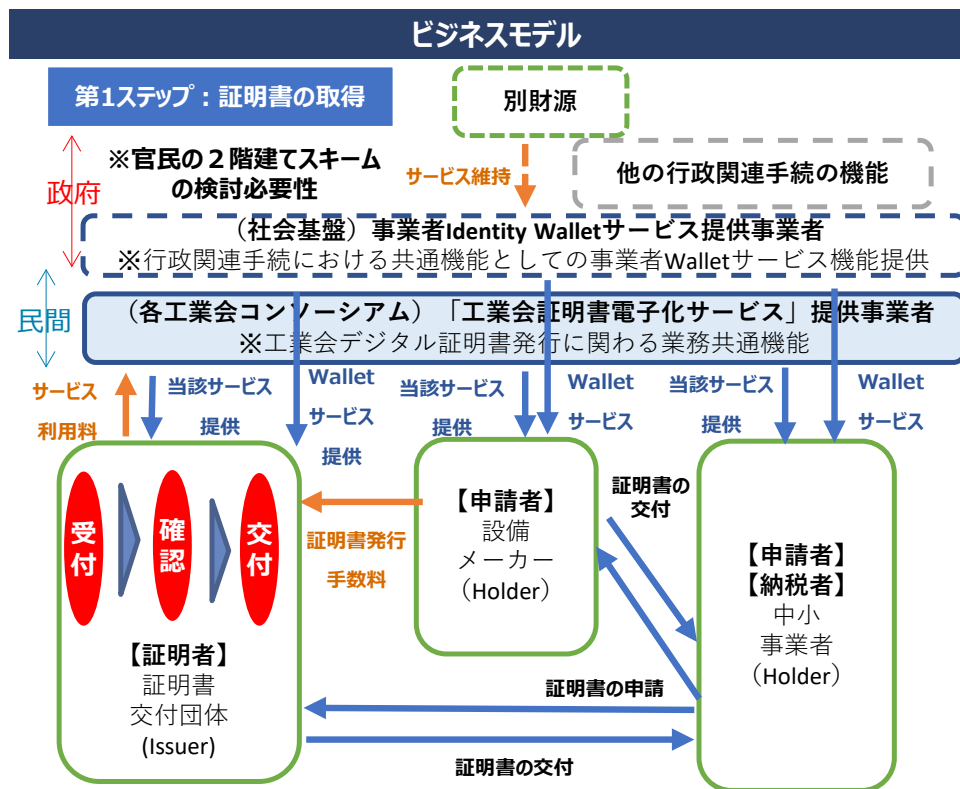 ビジネスモデル
第1ステップ：証明書の取得
別財源
政府
※官民の２階建てスキーム
の検討必要性
サービス維持
他の行政関連手続の機能
（社会基盤）事業者Identity Walletサービス提供事業者
※行政関連手続における共通機能としての事業者Walletサービス機能提供
民間
（各工業会コンソーシアム）「工業会証明書電子化サービス」提供事業者
※工業会デジタル証明書発行に関わる業務共通機能
サービス
利用料
当該サービス
提供
Wallet
サービス
提供
当該サービス
提供
Wallet
サービス
当該サービス
提供
Wallet
サービス
受付
確認
交付
【証明者】
証明書
交付団体
(Issuer)
証明書発行
手数料
【申請者】
設備
メーカー
（Holder）
証明書の
交付
【申請者】
【納税者】
中小
事業者
（Holder）
証明書の申請
証明書の交付